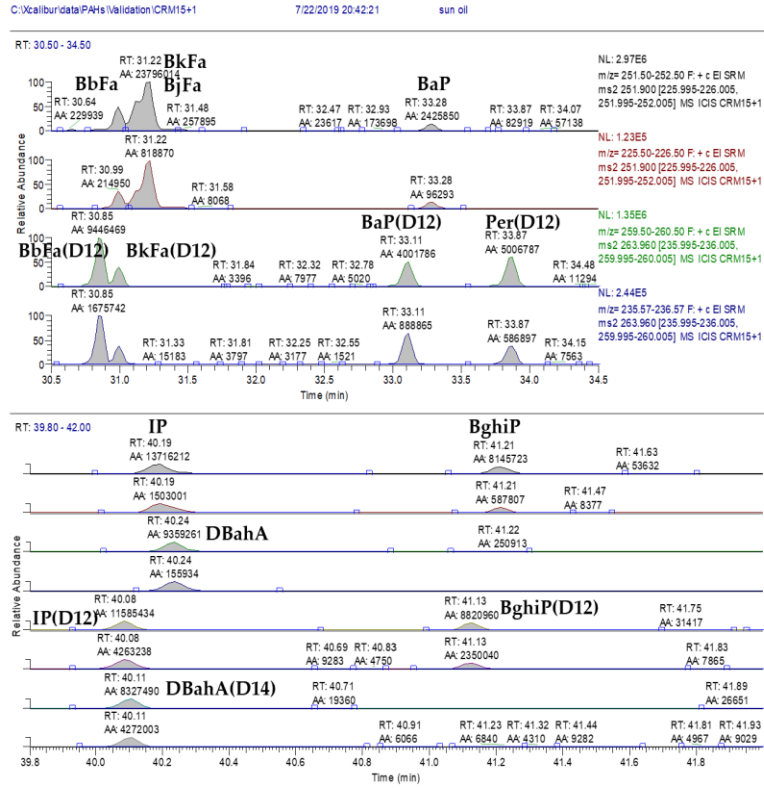 C:\Xcalibur\data\PAHs\Validation\CRM15+1 7/22/2019 20:42:21 sun oil
RT: 30.50 - 34.50
NL: 2.97E6
m/z= 251.50-252.50 F: + c EI SRM
ms2 251.900 [225.995-226.005,
251.995-252.005] MS ICIS CRM15+1
BbFa
BkFa
BjFa
BaP
RT: 30.64
AA: 229939
RT: 31.22
AA: 23796014
RT: 31.48
AA: 257895
RT: 32.47
AA: 23617
RT: 32.93
AA: 173698
RT: 33.28
AA: 2425850
RT: 33.87
AA: 82919
RT: 34.07
AA: 57138
100
50
0
NL: 1.23E5
m/z= 225.50-226.50 F: + c EI SRM
ms2 251.900 [225.995-226.005,
251.995-252.005] MS ICIS CRM15+1
RT: 30.99
AA: 214950
RT: 31.22
AA: 818870
RT: 31.58
AA: 8068
RT: 33.28
AA: 96293
100
50
0
Relative Abundance
NL: 1.35E6
m/z= 259.50-260.50 F: + c EI SRM
ms2 263.960 [235.995-236.005,
259.995-260.005] MS ICIS CRM15+1
BbFa(D12)
BkFa(D12)
BaP(D12)
Per(D12)
RT: 30.85
AA: 9446469
RT: 31.84
AA: 3396
RT: 32.32
AA: 7977
RT: 32.78
AA: 5020
RT: 33.11
AA: 4001786
RT: 33.87
AA: 5006787
RT: 34.48
AA: 11294
100
50
0
NL: 2.44E5
m/z= 235.57-236.57 F: + c EI SRM
ms2 263.960 [235.995-236.005,
259.995-260.005] MS ICIS CRM15+1
RT: 30.85
AA: 1675742
RT: 31.33
AA: 15183
RT: 31.81
AA: 3797
RT: 32.25
AA: 3177
RT: 32.55
AA: 1521
RT: 33.11
AA: 888865
RT: 33.87
AA: 586897
RT: 34.15
AA: 7563
100
50
0
30.5 31.0 31.5 32.0 32.5 33.0 33.5 34.0 34.5
Time (min)
RT: 39.80 - 42.00
IP
BghiP
RT: 40.19
AA: 13716212
RT: 41.21
AA: 8145723
RT: 41.63
AA: 53632
RT: 40.19
AA: 1503001
RT: 41.21
AA: 587807
RT: 41.47
AA: 8377
DBahA
RT: 40.24
AA: 9359261
RT: 41.22
AA: 250913
RT: 40.24
AA: 155934
Relative Abundance
IP(D12)
BghiP(D12)
RT: 40.08
AA: 11585434
RT: 41.13
AA: 8820960
RT: 41.75
AA: 31417
RT: 40.08
AA: 4263238
RT: 40.69
AA: 9283
RT: 40.83
AA: 4750
RT: 41.13
AA: 2350040
RT: 41.83
AA: 7865
DBahA(D14)
RT: 40.11
AA: 8327490
RT: 40.71
AA: 19360
RT: 41.89
AA: 26651
RT: 40.11
AA: 4272003
RT: 40.91
AA: 6066
RT: 41.23
AA: 6840
RT: 41.32
AA: 4310
RT: 41.44
AA: 9282
RT: 41.81
AA: 4967
RT: 41.93
AA: 9029
39.8 40.0 40.2 40.4 40.6 40.8 41.0 41.2 41.4 41.6 41.8
Time (min)